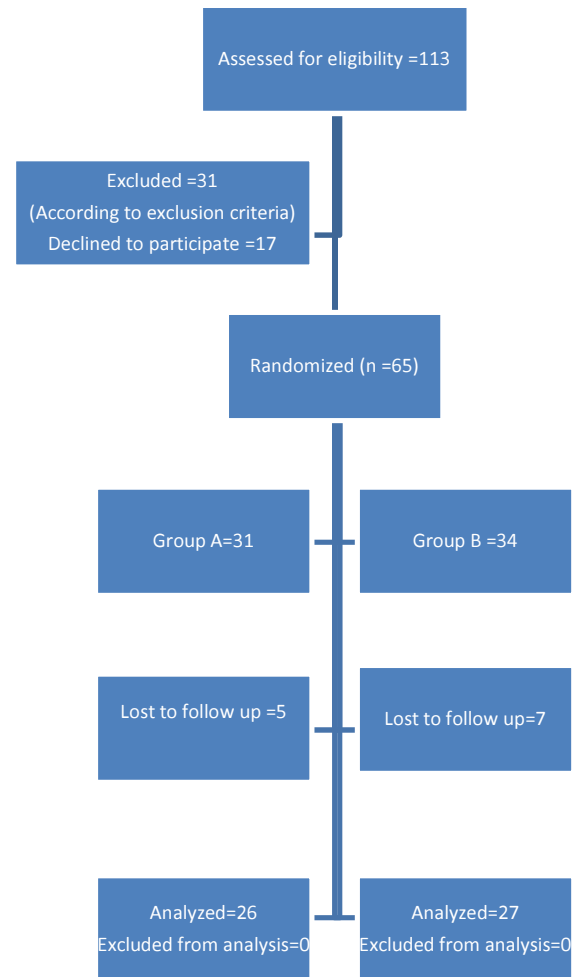 Assessed for eligibility =113
Excluded =31
(According to exclusion criteria)
Declined to participate =17
Randomized (n =65)
Group A=31
Group B =34
Lost to follow up =5
Lost to follow up=7
Analyzed=26
Excluded from analysis=0
Analyzed=27
Excluded from analysis=0